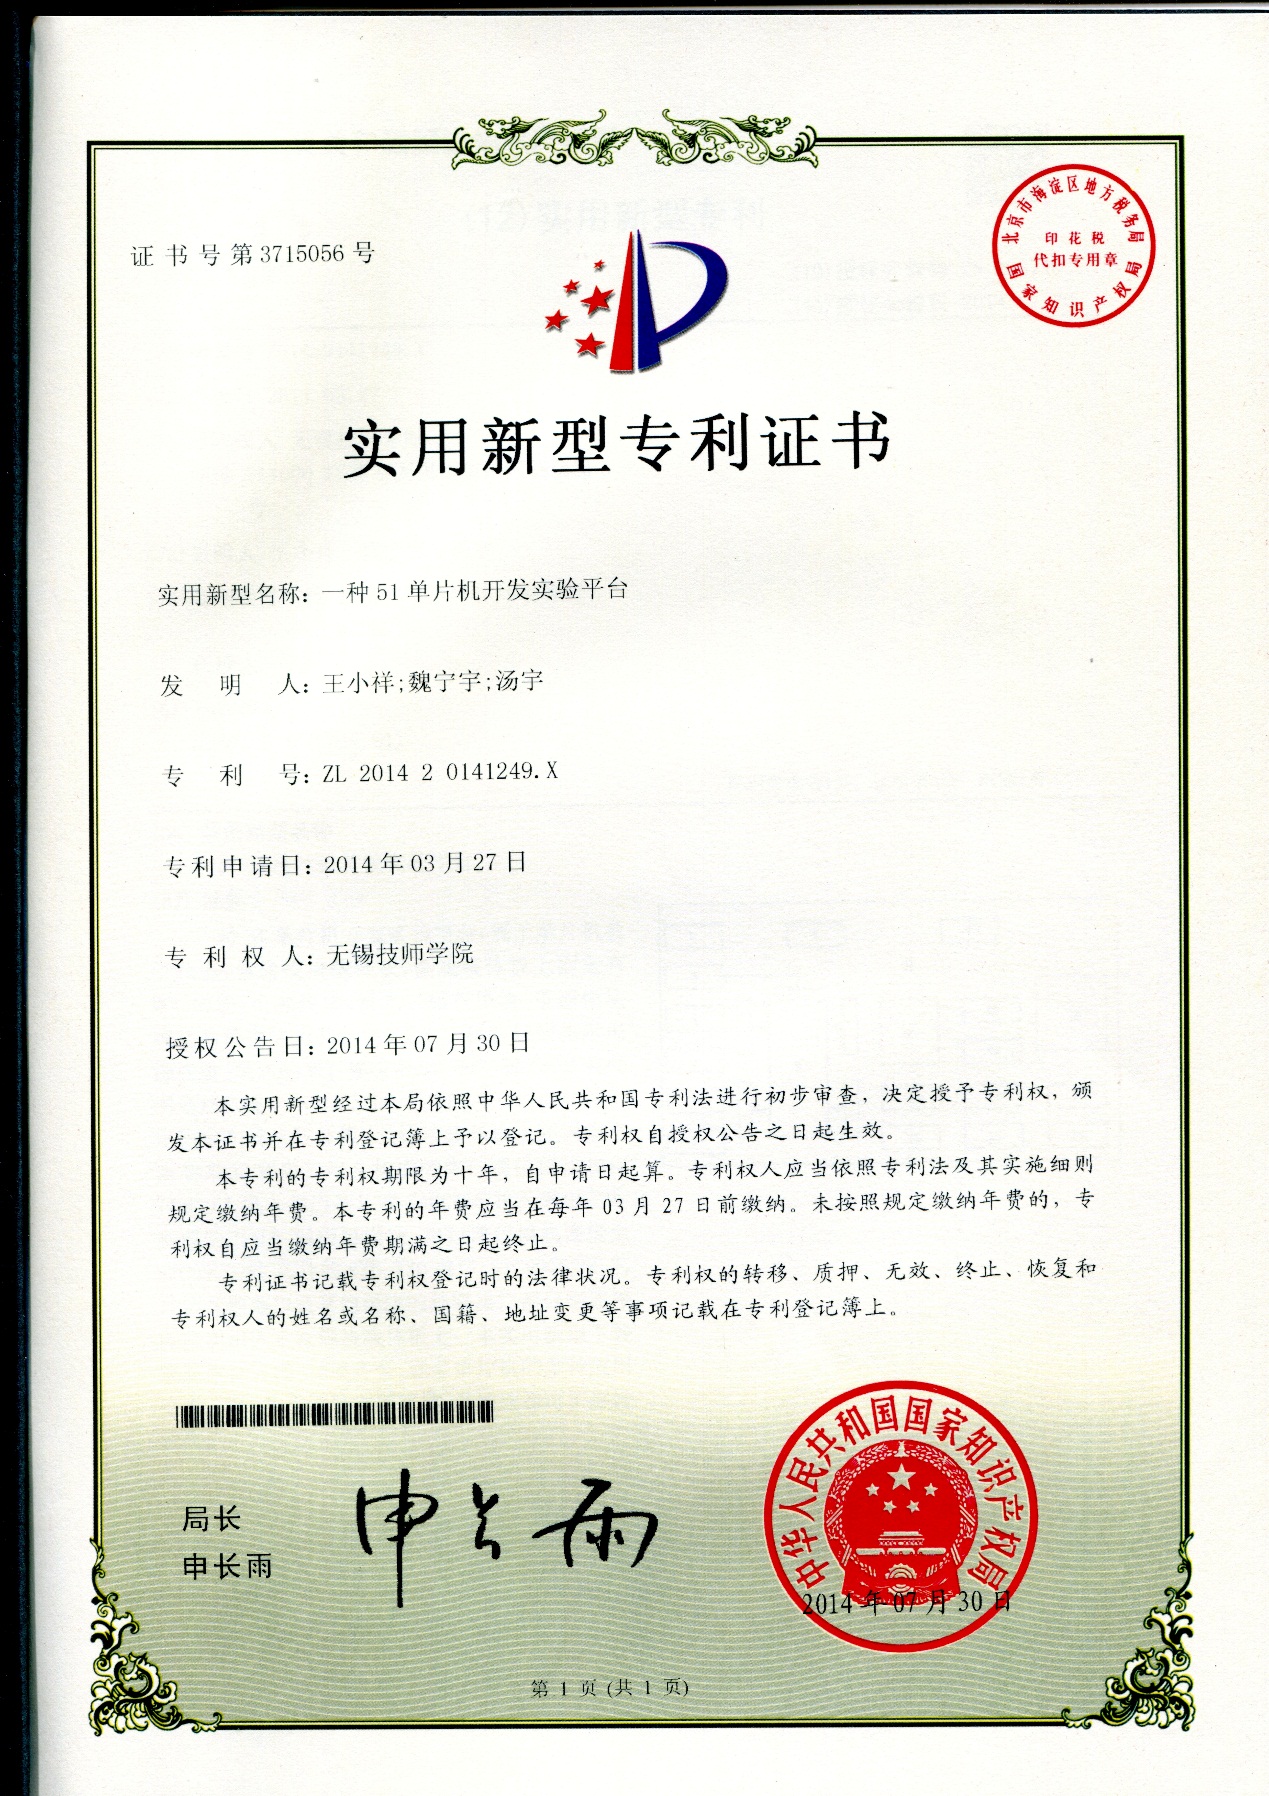 证书号第3715056号
北京市海淀区地方税务局
印花税
代扣专用章
国家知识产权局
实用新型专利证书
实用新型名称：一种51单片机开发实验平台
发明人：王小祥;魏宁宇;汤宇
专利号：ZL 2014 2 0141249.X
专利申请日：2014年03月27日
专利权人：无锡技师学院
授权公告日：2014年07月30日
本实用新型经过本局依照中华人民共和国专利法进行初步审查，决定授予专利权，颁
发本证书并在专利登记簿上予以登记。专利权自授权公告之日起生效。
本专利的专利权期限为十年，自申请日起算。专利权人应当依照专利法及其实施细则
规定缴纳年费。本专利的年费应当在每年03月27日前缴纳。未按照规定缴纳年费的，专
利权自应当缴纳年费期满之日起终止。
专利证书记载专利权登记时的法律状况。专利权的转移、质押、无效、终止、恢复和
专利权人的姓名或名称、国籍、地址变更等事项记载在专利登记簿上。
局长
申长雨
申长雨
中华人民共和国国家知识产权局
2014年07月30日
第1页(共1页)